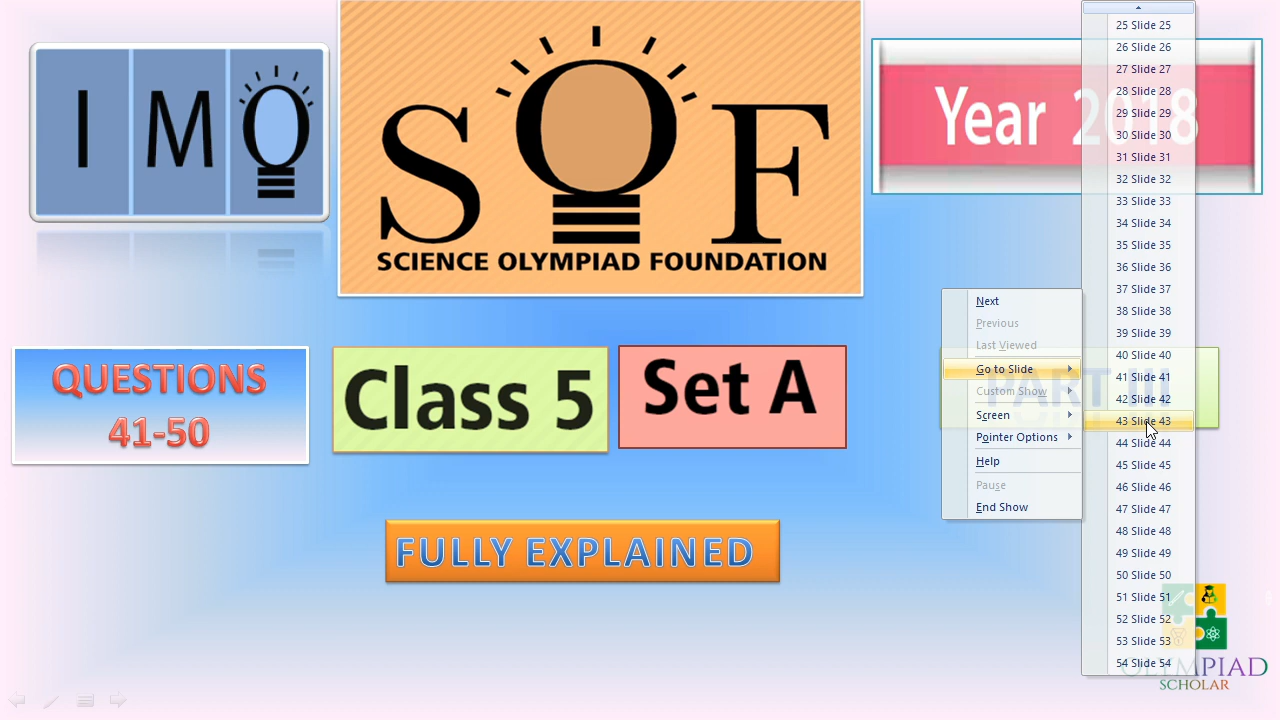 I M O
SOF
SCIENCE OLYMPIAD FOUNDATION
Year 2018
QUESTIONS
41-50
Class 5
Set A
PART III
FULLY EXPLAINED
Next
Previous
Last Viewed
Go to Slide
Custom Show
Screen
Pointer Options
Help
Pause
End Show
25 Slide 25
26 Slide 26
27 Slide 27
28 Slide 28
29 Slide 29
30 Slide 30
31 Slide 31
32 Slide 32
33 Slide 33
34 Slide 34
35 Slide 35
36 Slide 36
37 Slide 37
38 Slide 38
39 Slide 39
40 Slide 40
41 Slide 41
42 Slide 42
43 Slide 43
44 Slide 44
45 Slide 45
46 Slide 46
47 Slide 47
48 Slide 48
49 Slide 49
50 Slide 50
51 Slide 51
52 Slide 52
53 Slide 53
54 Slide 54
OLYMPIAD
SCHOLAR